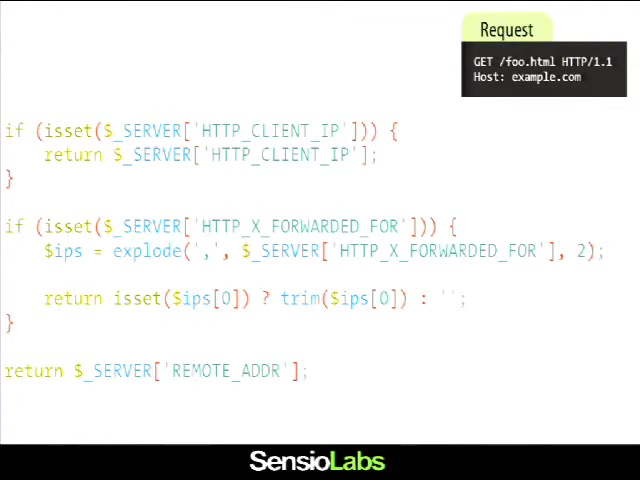 Request
GET /foo.html HTTP/1.1
Host: example.com
if (isset($_SERVER['HTTP_CLIENT_IP'])) {
    return $_SERVER['HTTP_CLIENT_IP'];
}
if (isset($_SERVER['HTTP_X_FORWARDED_FOR'])) {
    $ips = explode(',', $_SERVER['HTTP_X_FORWARDED_FOR'], 2);
    return isset($ips[0]) ? trim($ips[0]) : '';
}
return $_SERVER['REMOTE_ADDR'];
SensioLabs